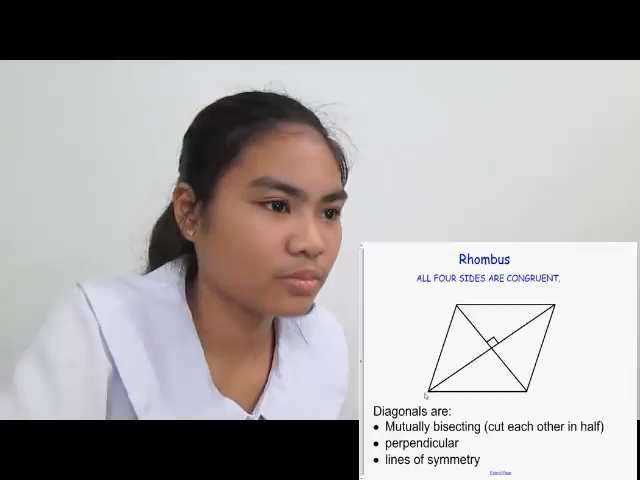 Rhombus
ALL FOUR SIDES ARE CONGRUENT.
Diagonals are:
• Mutually bisecting (cut each other in half)
• perpendicular
• lines of symmetry